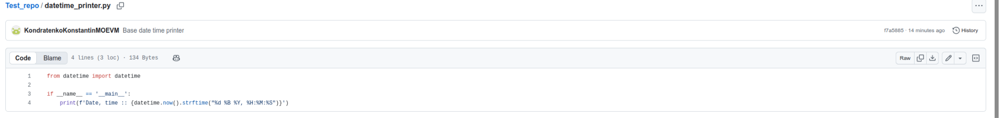 Test_repo / datetime_printer.py
...
KondratenkoKonstantinMOEVM Base date time printer f7a5885 · 14 minutes ago History
Code Blame 4 lines (3 loc) · 134 Bytes Raw
1 from datetime import datetime
2
3 if __name__ == '__main__':
4 print(f'Date, time :: {datetime.now().strftime("%d %B %Y, %H:%M:%S")}')